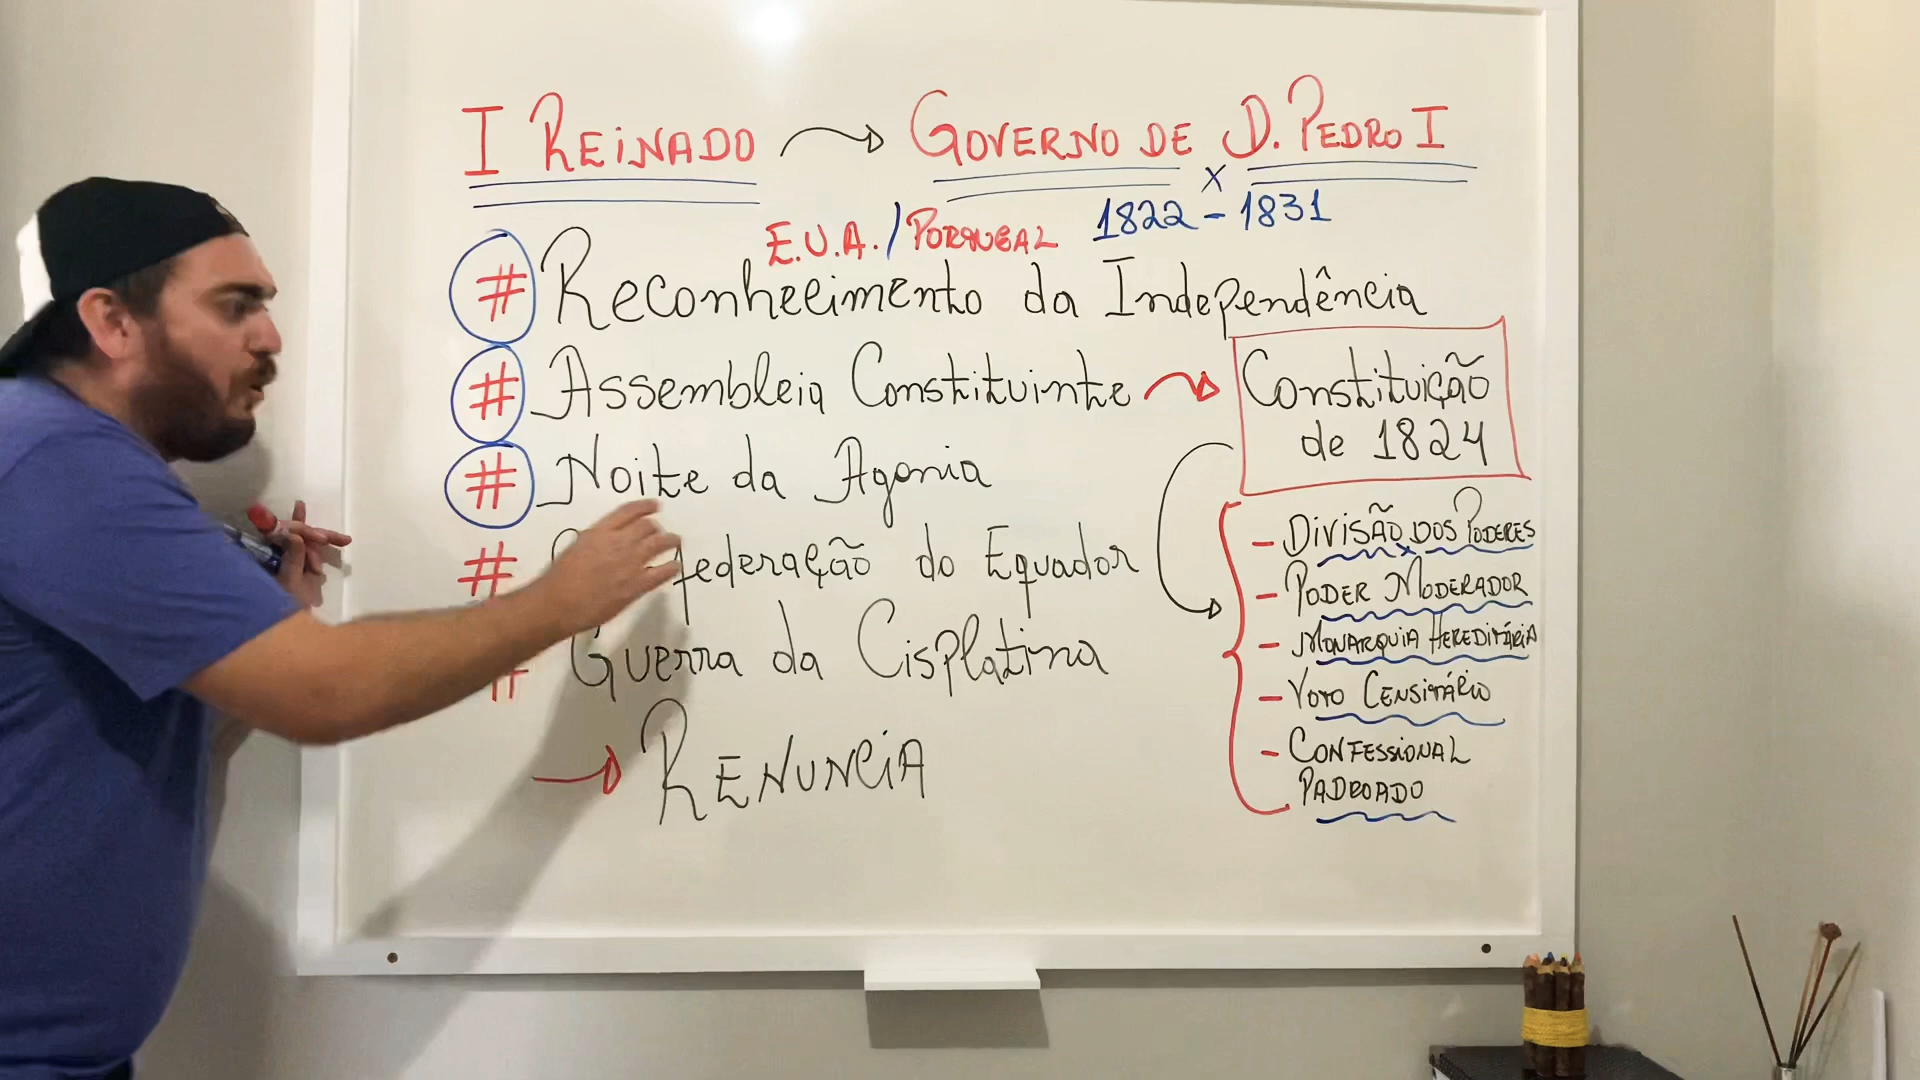 I REINADO → GOVERNO DE D. PEDRO I
x
E.U.A. / PORTUGAL 1822 - 1831
# Reconhecimento da Independência
# Assembleia Constituinte → Constituição
de 1824
# Noite da Agonia
# federação do Equador
# Guerra da Cisplatina
→ RENUNCIA
- DIVISÃO DOS PODERES
- PODER MODERADOR
- MONARQUIA HEREDITÁRIA
- VOTO CENSITÁRIO
- CONFESSIONAL
PADROADO